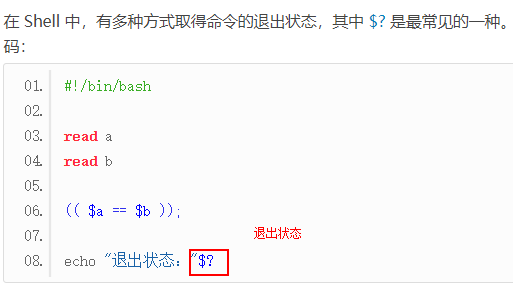 在 Shell 中，有多种方式取得命令的退出状态，其中 $? 是最常见的一种。
码：
01. #!/bin/bash
02.
03. read a
04. read b
05.
06. (( $a == $b ));
07.
退出状态
08. echo "退出状态："$?